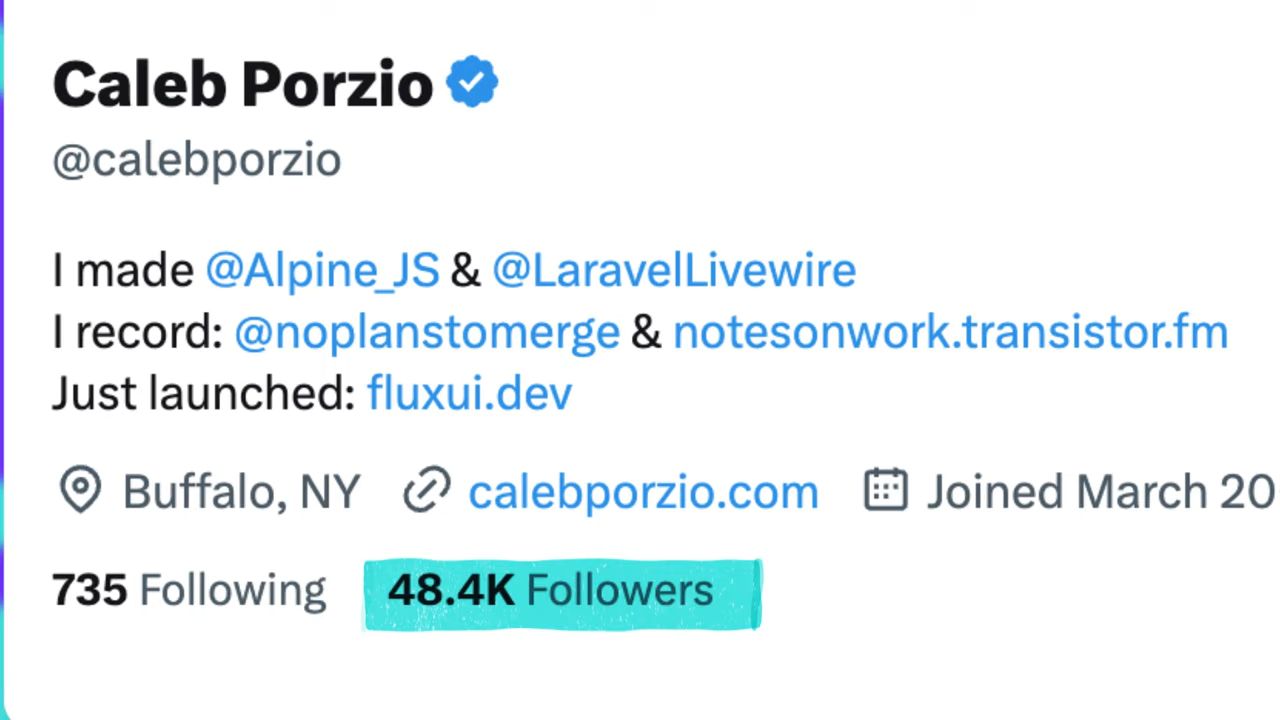 Caleb Porzio
@calebporzio
I made @Alpine_JS & @LaravelLivewire
I record: @noplanstomerge & notesonwork.transistor.fm
Just launched: fluxui.dev
Buffalo, NY calebporzio.com Joined March 20
735 Following 48.4K Followers